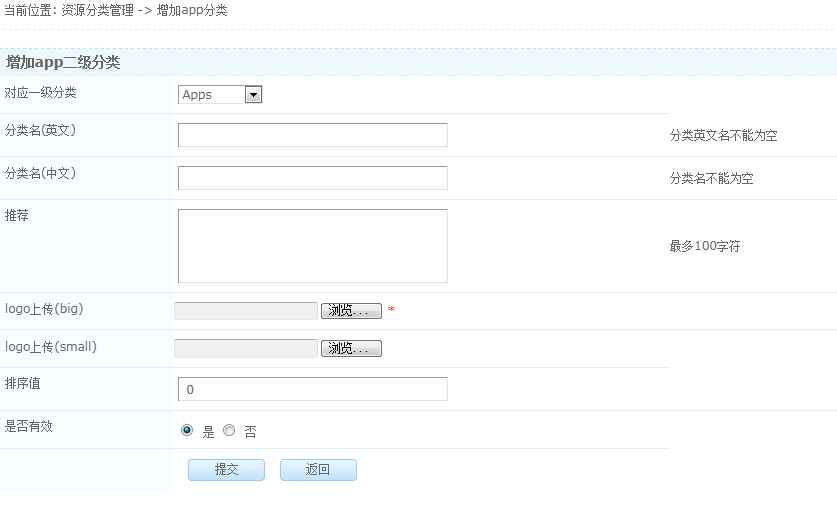 当前位置: 资源分类管理 -> 增加app分类
增加app二级分类
对应一级分类 Apps
分类名(英文) 分类英文名不能为空
分类名(中文) 分类名不能为空
推荐 最多100字符
logo上传(big) 浏览... *
logo上传(small) 浏览...
排序值 0
是否有效 是 否
提交 返回